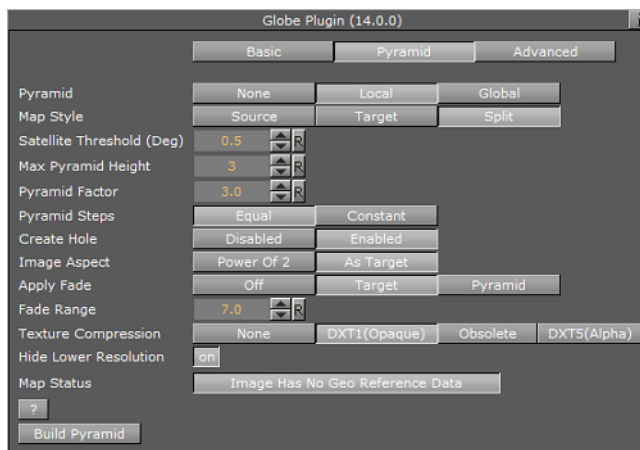 Globe Plugin (14.0.0)
Basic Pyramid Advanced
Pyramid None Local Global
Map Style Source Target Split
Satellite Threshold (Deg) 0.5 R
Max Pyramid Height 3 R
Pyramid Factor 3.0 R
Pyramid Steps Equal Constant
Create Hole Disabled Enabled
Image Aspect Power Of 2 As Target
Apply Fade Off Target Pyramid
Fade Range 7.0 R
Texture Compression None DXT1(Opaque) Obsolete DXT5(Alpha)
Hide Lower Resolution on
Map Status Image Has No Geo Reference Data
?
Build Pyramid